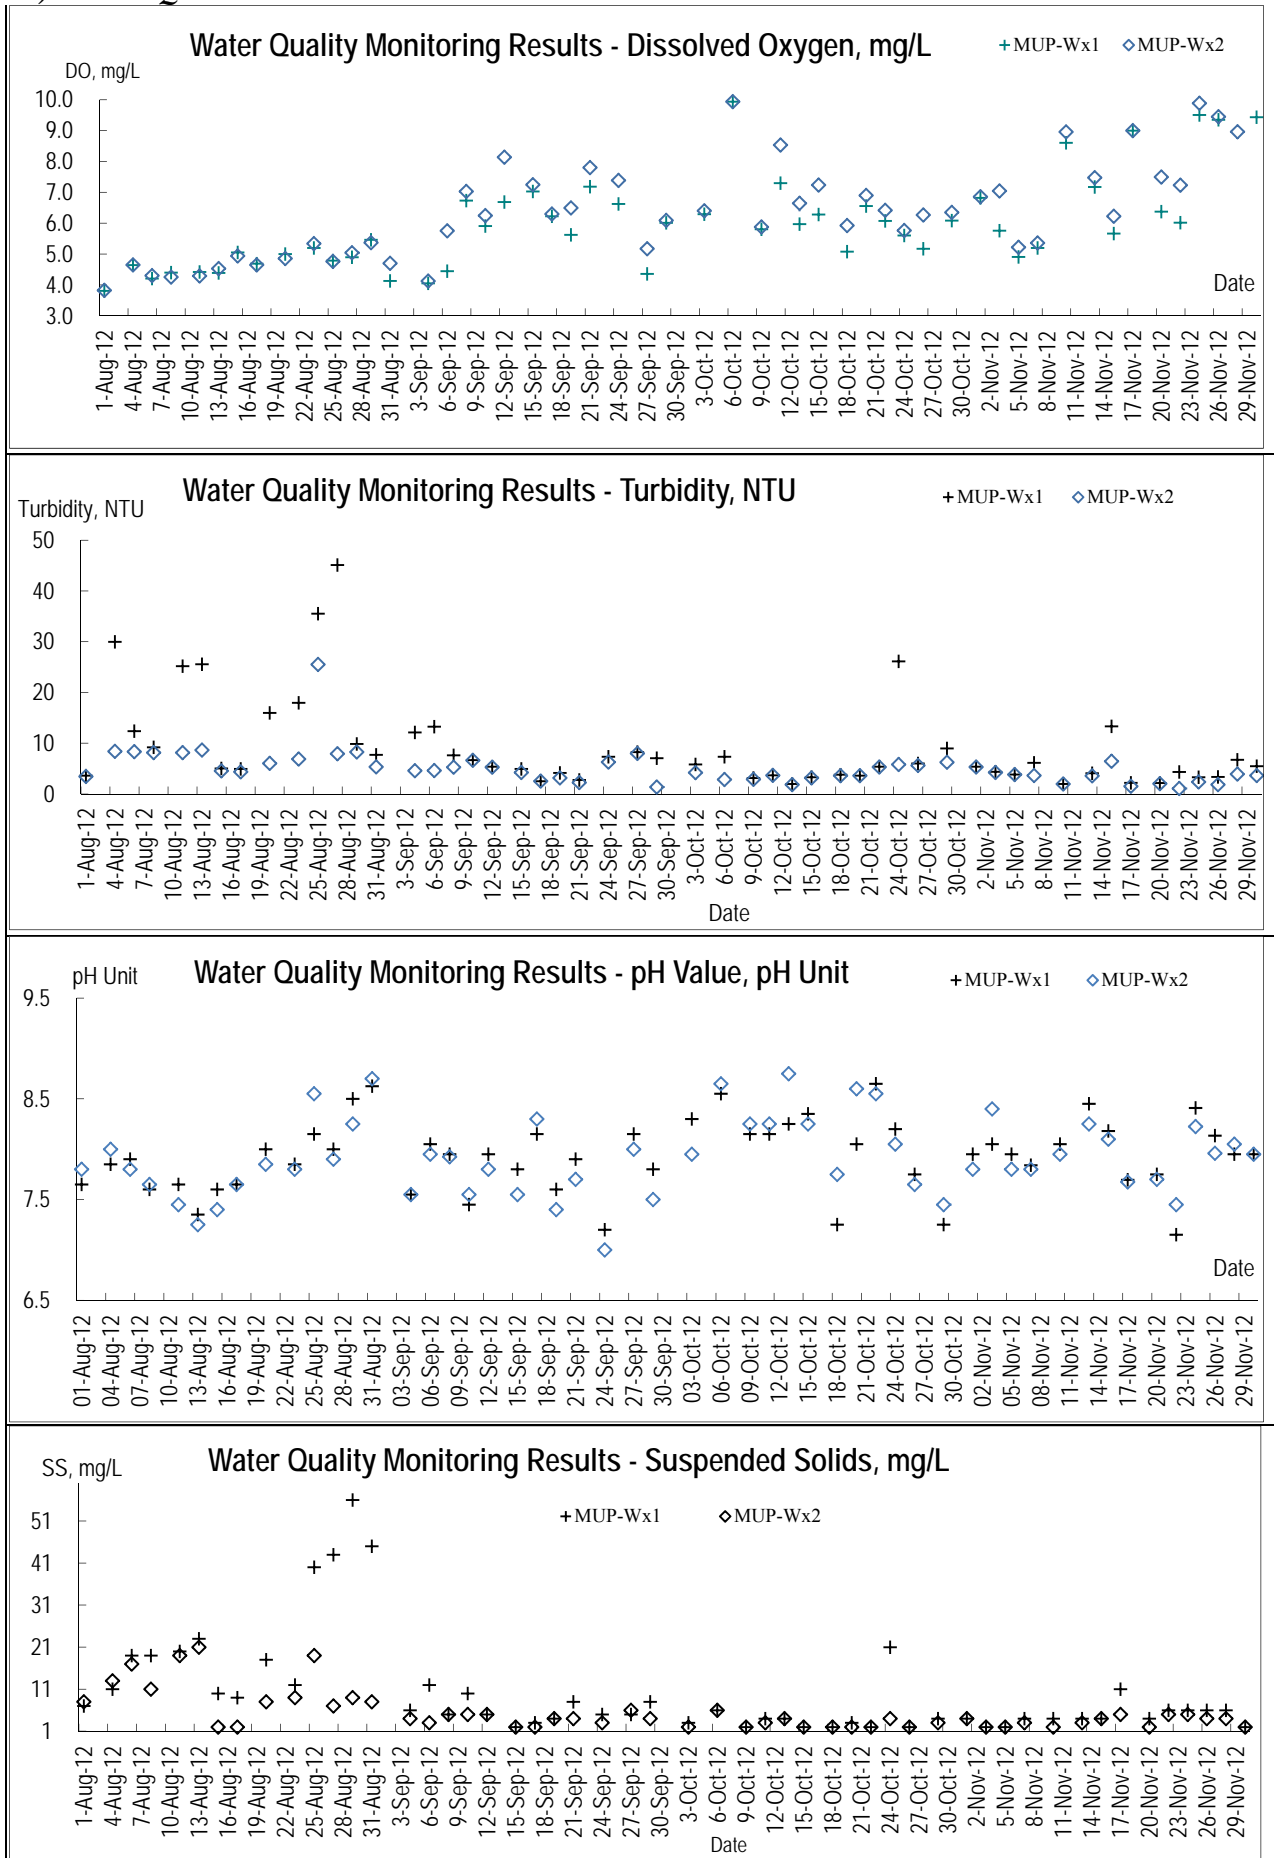 Water Quality Monitoring Results - Dissolved Oxygen, mg/L
MUP-Wx1 MUP-Wx2
DO, mg/L
10.0
9.0
8.0
7.0
6.0
5.0
4.0
3.0
Date
1-Aug-12 4-Aug-12 7-Aug-12 10-Aug-12 13-Aug-12 16-Aug-12 19-Aug-12 22-Aug-12 25-Aug-12 28-Aug-12 31-Aug-12 3-Sep-12 6-Sep-12 9-Sep-12 12-Sep-12 15-Sep-12 18-Sep-12 21-Sep-12 24-Sep-12 27-Sep-12 30-Sep-12 3-Oct-12 6-Oct-12 9-Oct-12 12-Oct-12 15-Oct-12 18-Oct-12 21-Oct-12 24-Oct-12 27-Oct-12 30-Oct-12 2-Nov-12 5-Nov-12 8-Nov-12 11-Nov-12 14-Nov-12 17-Nov-12 20-Nov-12 23-Nov-12 26-Nov-12 29-Nov-12
Water Quality Monitoring Results - Turbidity, NTU
MUP-Wx1 MUP-Wx2
Turbidity, NTU
50
40
30
20
10
0
1-Aug-12 4-Aug-12 7-Aug-12 10-Aug-12 13-Aug-12 16-Aug-12 19-Aug-12 22-Aug-12 25-Aug-12 28-Aug-12 31-Aug-12 3-Sep-12 6-Sep-12 9-Sep-12 12-Sep-12 15-Sep-12 18-Sep-12 21-Sep-12 24-Sep-12 27-Sep-12 30-Sep-12 3-Oct-12 6-Oct-12 9-Oct-12 12-Oct-12 15-Oct-12 18-Oct-12 21-Oct-12 24-Oct-12 27-Oct-12 30-Oct-12 2-Nov-12 5-Nov-12 8-Nov-12 11-Nov-12 14-Nov-12 17-Nov-12 20-Nov-12 23-Nov-12 26-Nov-12 29-Nov-12
Date
Water Quality Monitoring Results - pH Value, pH Unit
MUP-Wx1 MUP-Wx2
pH Unit
9.5
8.5
7.5
6.5
Date
01-Aug-12 04-Aug-12 07-Aug-12 10-Aug-12 13-Aug-12 16-Aug-12 19-Aug-12 22-Aug-12 25-Aug-12 28-Aug-12 31-Aug-12 03-Sep-12 06-Sep-12 09-Sep-12 12-Sep-12 15-Sep-12 18-Sep-12 21-Sep-12 24-Sep-12 27-Sep-12 30-Sep-12 03-Oct-12 06-Oct-12 09-Oct-12 12-Oct-12 15-Oct-12 18-Oct-12 21-Oct-12 24-Oct-12 27-Oct-12 30-Oct-12 02-Nov-12 05-Nov-12 08-Nov-12 11-Nov-12 14-Nov-12 17-Nov-12 20-Nov-12 23-Nov-12 26-Nov-12 29-Nov-12
Water Quality Monitoring Results - Suspended Solids, mg/L
SS, mg/L
MUP-Wx1 MUP-Wx2
51
41
31
21
11
1
1-Aug-12 4-Aug-12 7-Aug-12 10-Aug-12 13-Aug-12 16-Aug-12 19-Aug-12 22-Aug-12 25-Aug-12 28-Aug-12 31-Aug-12 3-Sep-12 6-Sep-12 9-Sep-12 12-Sep-12 15-Sep-12 18-Sep-12 21-Sep-12 24-Sep-12 27-Sep-12 30-Sep-12 3-Oct-12 6-Oct-12 9-Oct-12 12-Oct-12 15-Oct-12 18-Oct-12 21-Oct-12 24-Oct-12 27-Oct-12 30-Oct-12 2-Nov-12 5-Nov-12 8-Nov-12 11-Nov-12 14-Nov-12 17-Nov-12 20-Nov-12 23-Nov-12 26-Nov-12 29-Nov-12
Date